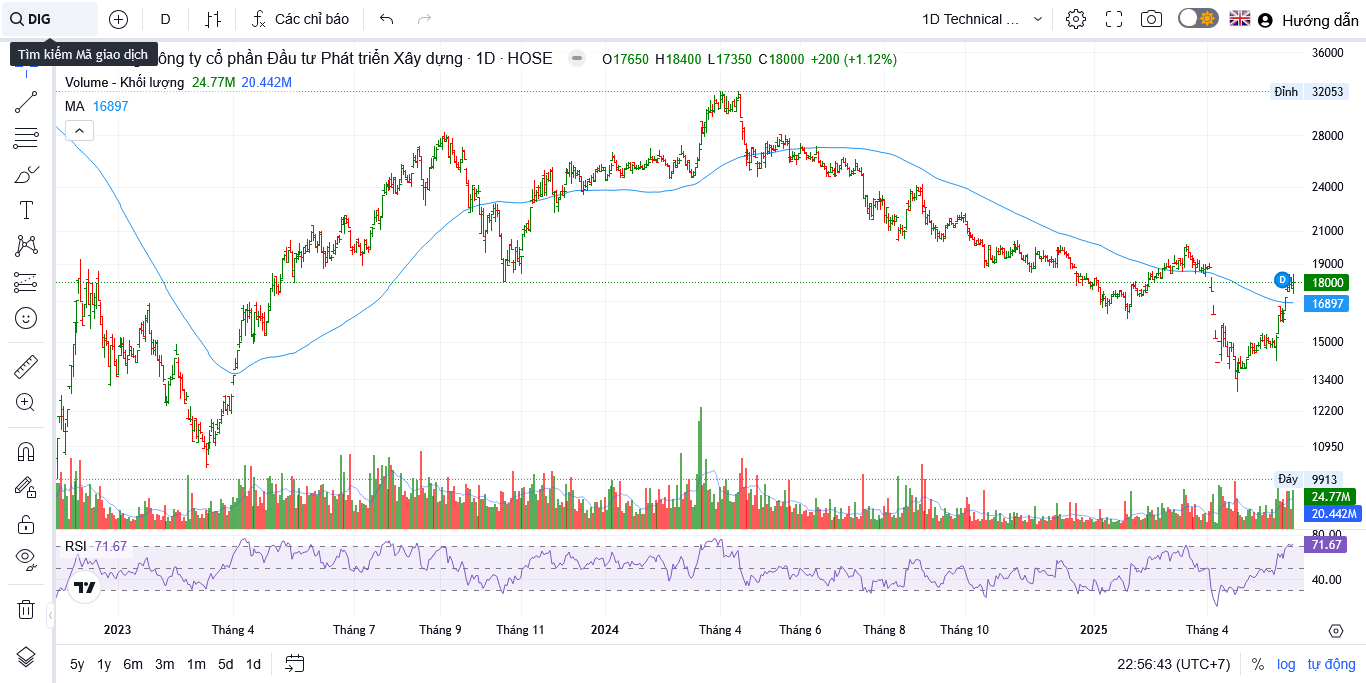 DIG
D
Các chỉ báo
1D Technical ...
Hướng dẫn
Tìm kiếm Mã giao dịch
ông ty cổ phần Đầu tư Phát triển Xây dựng · 1D · HOSE
O17650 H18400 L17350 C18000 +200 (+1.12%)
Volume - Khối lượng 24.77M 20.442M
MA 16897
36000
Đỉnh 32053
28000
24000
21000
19000
D
18000
16897
15000
13400
12200
10950
Đáy 9913
24.77M
20.442M
80.00
RSI 71.67
71.67
40.00
2023 Tháng 4 Tháng 7 Tháng 9 Tháng 11 2024 Tháng 4 Tháng 6 Tháng 8 Tháng 10 2025 Tháng 4
5y 1y 6m 3m 1m 5d 1d
22:56:43 (UTC+7) % log tự động